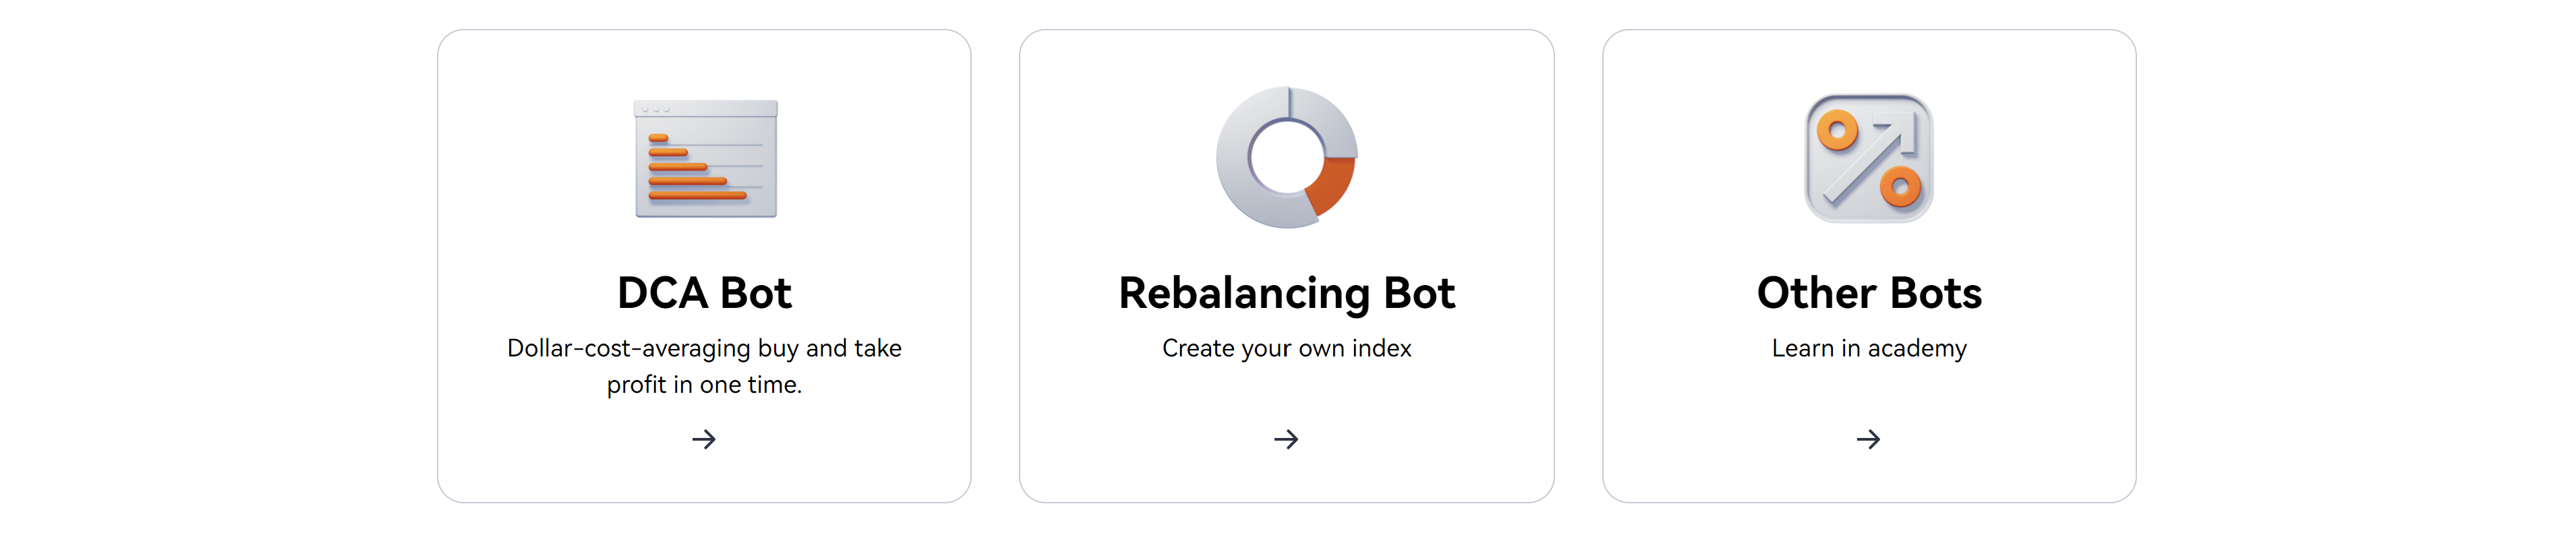 DCA Bot
Dollar-cost-averaging buy and take
profit in one time.
Rebalancing Bot
Create your own index
Other Bots
Learn in academy